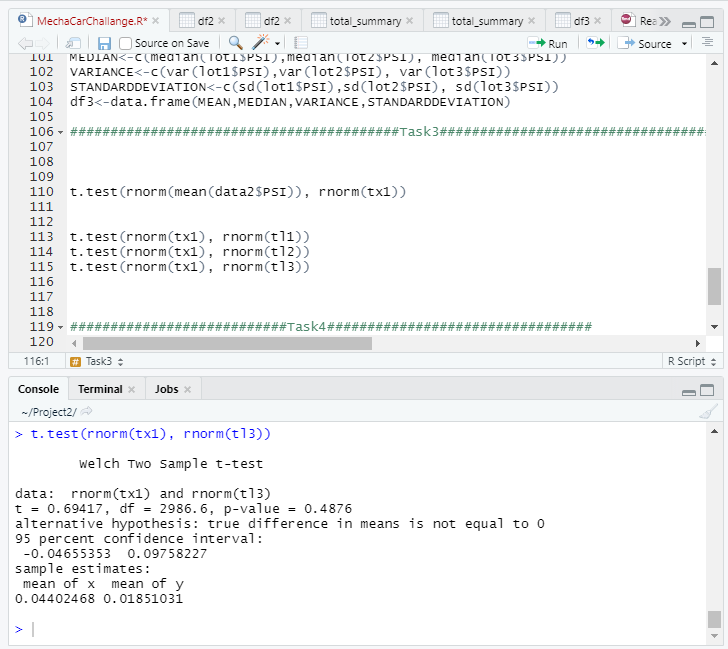 MechaCarChallange.R* df2 df2 total_summary total_summary df3 Rea
Source on Save Run Source
101 MEDIAN<-c(median(lot1$PSI),median(lot2$PSI), median(lot3$PSI))
102 VARIANCE<-c(var(lot1$PSI),var(lot2$PSI), var(lot3$PSI))
103 STANDARDDEVIATION<-c(sd(lot1$PSI),sd(lot2$PSI), sd(lot3$PSI))
104 df3<-data.frame(MEAN,MEDIAN,VARIANCE,STANDARDDEVIATION)
105
106 #########################################Task3#################################
107
108
109
110 t.test(rnorm(mean(data2$PSI)), rnorm(tx1))
111
112
113 t.test(rnorm(tx1), rnorm(tl1))
114 t.test(rnorm(tx1), rnorm(tl2))
115 t.test(rnorm(tx1), rnorm(tl3))
116
117
118
119 ###########################Task4#################################
120
116:1 # Task3 R Script
Console Terminal Jobs
~/Project2/
> t.test(rnorm(tx1), rnorm(tl3))
Welch Two Sample t-test
data: rnorm(tx1) and rnorm(tl3)
t = 0.69417, df = 2986.6, p-value = 0.4876
alternative hypothesis: true difference in means is not equal to 0
95 percent confidence interval:
-0.04655353 0.09758227
sample estimates:
mean of x mean of y
0.04402468 0.01851031
>